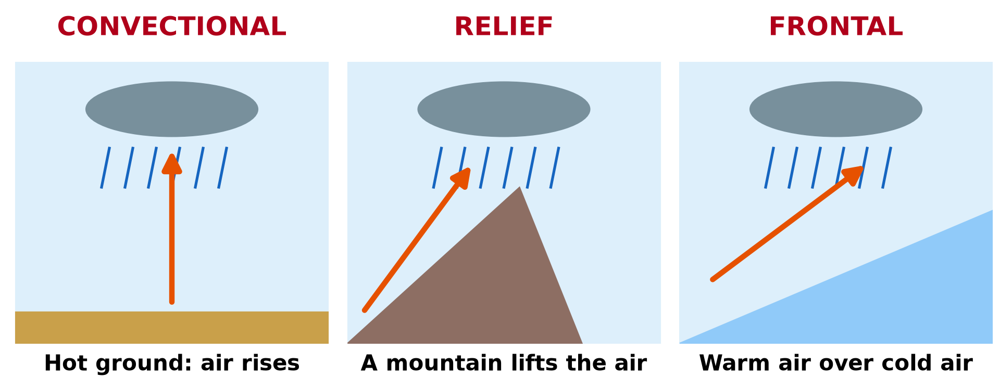 CONVECTIONAL
RELIEF
FRONTAL
Hot ground: air rises
A mountain lifts the air
Warm air over cold air